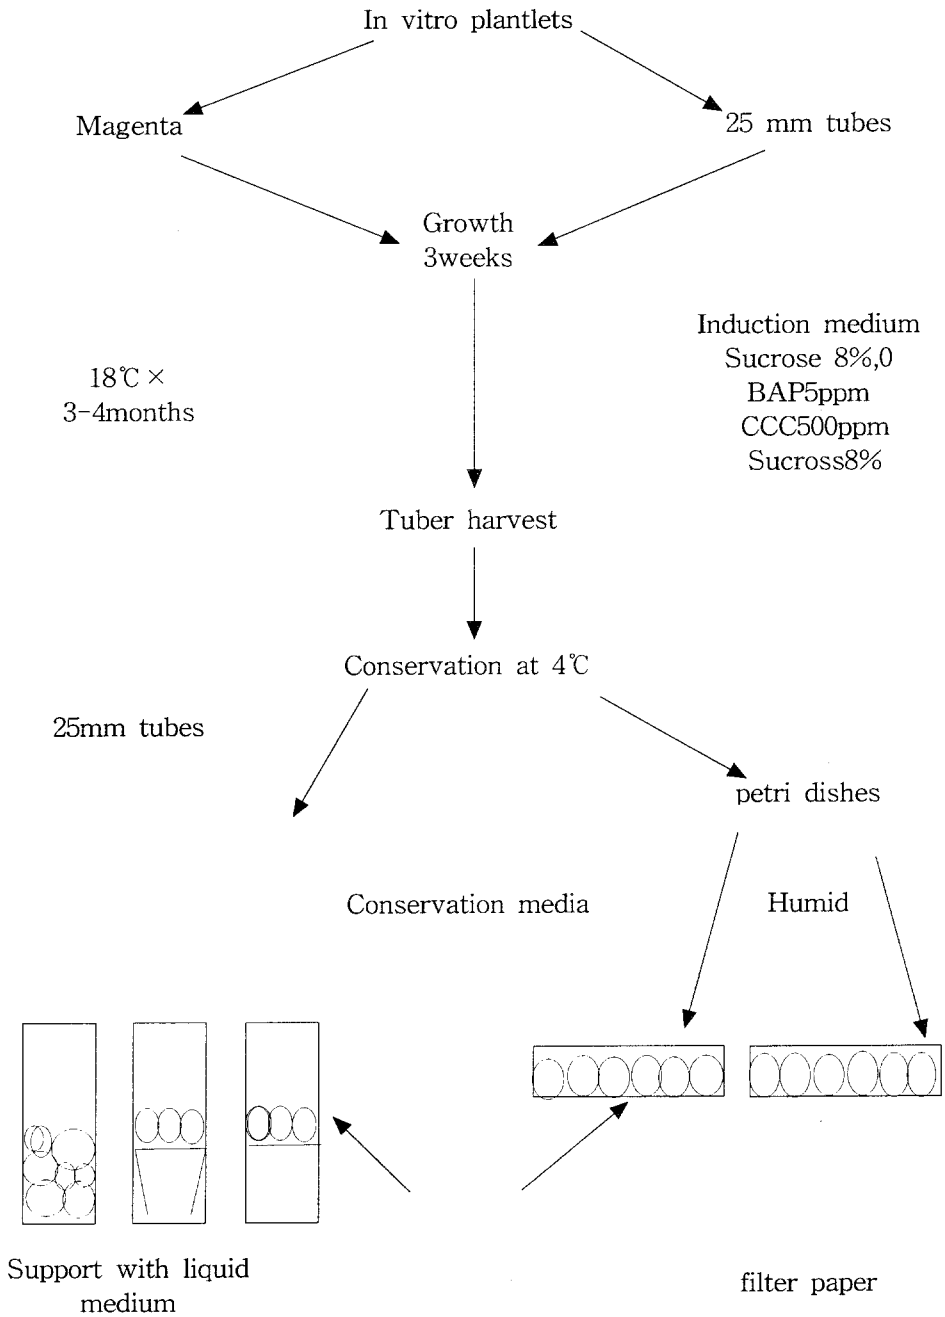 In vitro plantlets
Magenta
25 mm tubes
Growth
3weeks
Induction medium
Sucrose 8%,0
BAP5ppm
CCC500ppm
Sucross8%
18℃ ×
3-4months
Tuber harvest
Conservation at 4℃
25mm tubes
petri dishes
Conservation media
Humid
Support with liquid
medium
filter paper